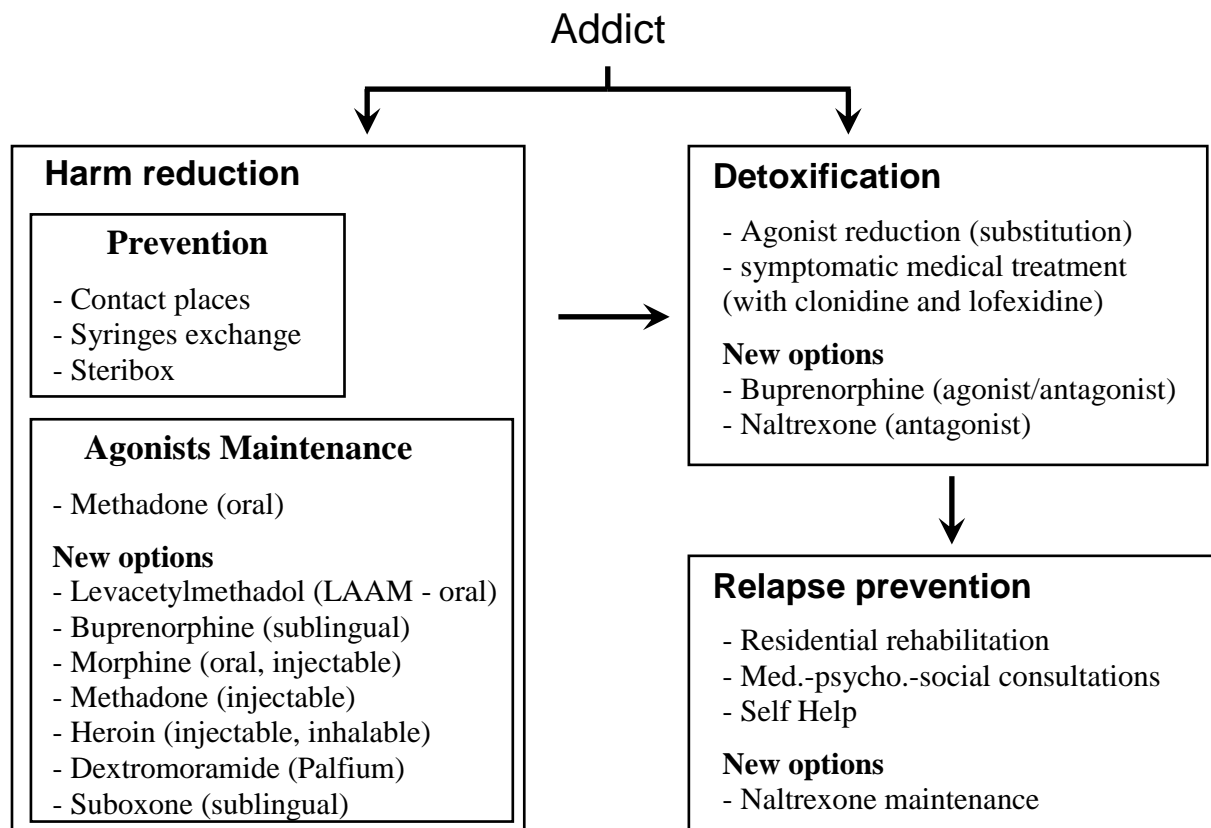 Addict
Harm reduction
Prevention
- Contact places
- Syringes exchange
- Steribox
Agonists Maintenance
- Methadone (oral)
New options
- Levacetylmethadol (LAAM - oral)
- Buprenorphine (sublingual)
- Morphine (oral, injectable)
- Methadone (injectable)
- Heroin (injectable, inhalable)
- Dextromoramide (Palfium)
- Suboxone (sublingual)
Detoxification
- Agonist reduction (substitution)
- symptomatic medical treatment
(with clonidine and lofexidine)
New options
- Buprenorphine (agonist/antagonist)
- Naltrexone (antagonist)
Relapse prevention
- Residential rehabilitation
- Med.-psycho.-social consultations
- Self Help
New options
- Naltrexone maintenance